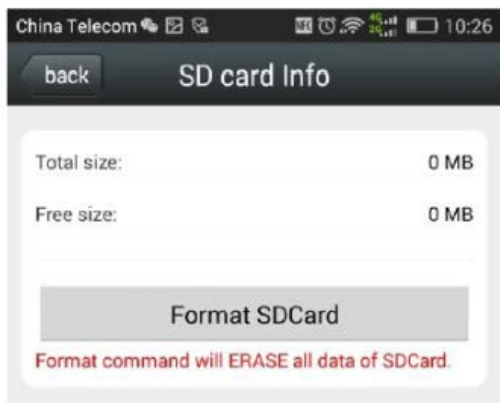 China Telecom 10:26
back SD card Info
Total size: 0 MB
Free size: 0 MB
Format SDCard
Format command will ERASE all data of SDCard.